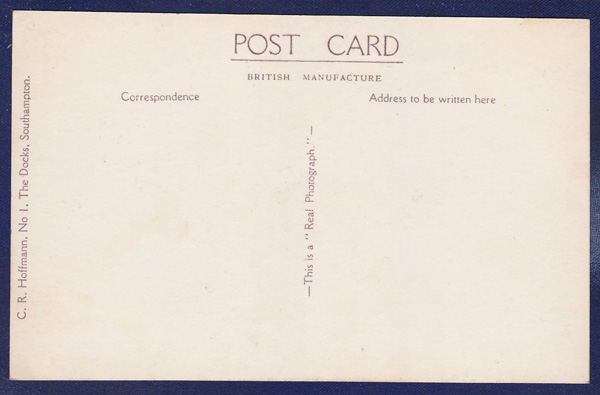 POST CARD
BRITISH MANUFACTURE
Correspondence
Address to be written here
—This is a "Real Photograph."—
C. R. Hoffmann. No 1. The Docks, Southampton.